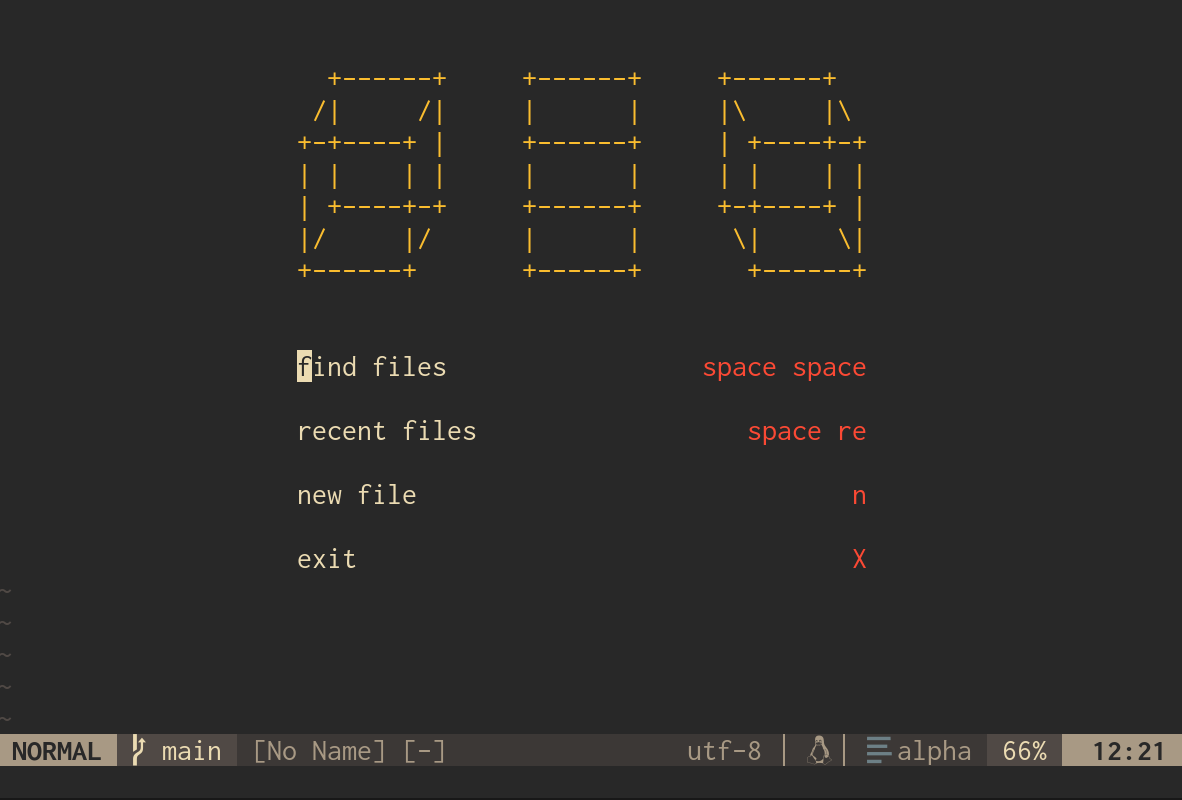 +------+     +------+     +------+
 /|     /|     |      |     |\     |\
+-+----+ |     +------+     | +----+-+
| |    | |     |      |     | |    | |
| +----+-+     +------+     +-+----+ |
|/     |/      |      |      \|     \|
+------+       +------+       +------+
find files space space
recent files space re
new file n
exit X
~
~
~
~
~
NORMAL main [No Name] [-] utf-8 | | alpha 66% 12:21